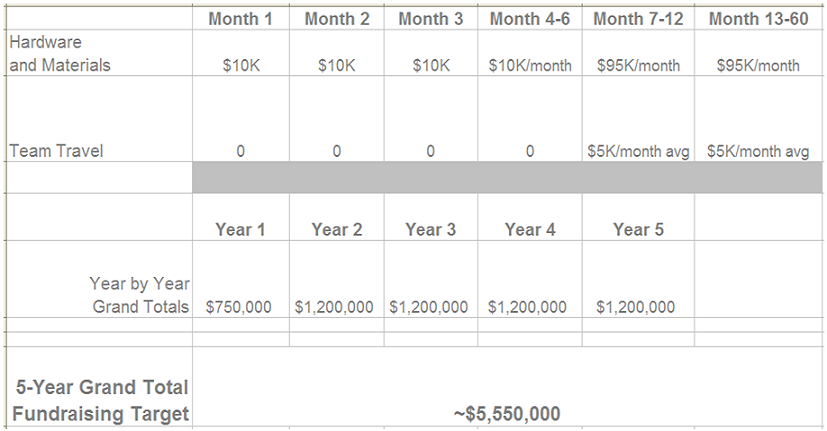 Month 1 Month 2 Month 3 Month 4-6 Month 7-12 Month 13-60
Hardware
and Materials $10K $10K $10K $10K/month $95K/month $95K/month
Team Travel 0 0 0 0 $5K/month avg $5K/month avg
Year 1 Year 2 Year 3 Year 4 Year 5
Year by Year
Grand Totals $750,000 $1,200,000 $1,200,000 $1,200,000 $1,200,000
5-Year Grand Total
Fundraising Target ~$5,550,000